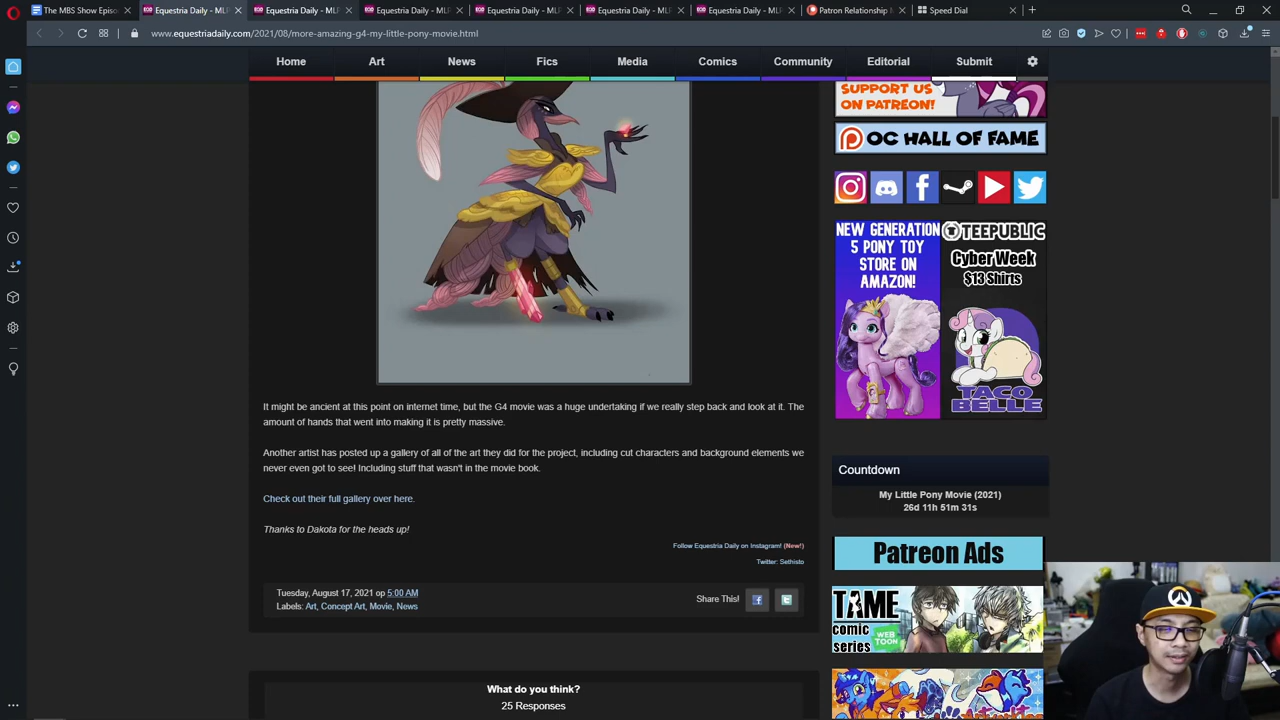 The MBS Show Episo
Equestria Daily - MLP
Equestria Daily - MLP
Equestria Daily - MLP
Equestria Daily - MLP
Equestria Daily - MLP
Equestria Daily - MLP
Patron Relationship M
Speed Dial
www.equestriadaily.com/2021/08/more-amazing-g4-my-little-pony-movie.html
Home
Art
News
Fics
Media
Comics
Community
Editorial
Submit
SUPPORT US
ON PATREON!
OC HALL OF FAME
NEW GENERATION
5 PONY TOY
STORE ON
AMAZON!
TEEPUBLIC
Cyber Week
$13 Shirts
TACO
BELLE
It might be ancient at this point on internet time, but the G4 movie was a huge undertaking if we really step back and look at it. The
amount of hands that went into making it is pretty massive.
Another artist has posted up a gallery of all of the art they did for the project, including cut characters and background elements we
never even got to see! Including stuff that wasn't in the movie book.
Check out their full gallery over here.
Thanks to Dakota for the heads up!
Follow Equestria Daily on Instagram! (New!)
Twitter: Sethisto
Tuesday, August 17, 2021 op 5:00 AM
Labels: Art, Concept Art, Movie, News
Share This!
What do you think?
25 Responses
Countdown
My Little Pony Movie (2021)
26d 11h 51m 31s
Patreon Ads
TAME
comic
series
WEB
TOON